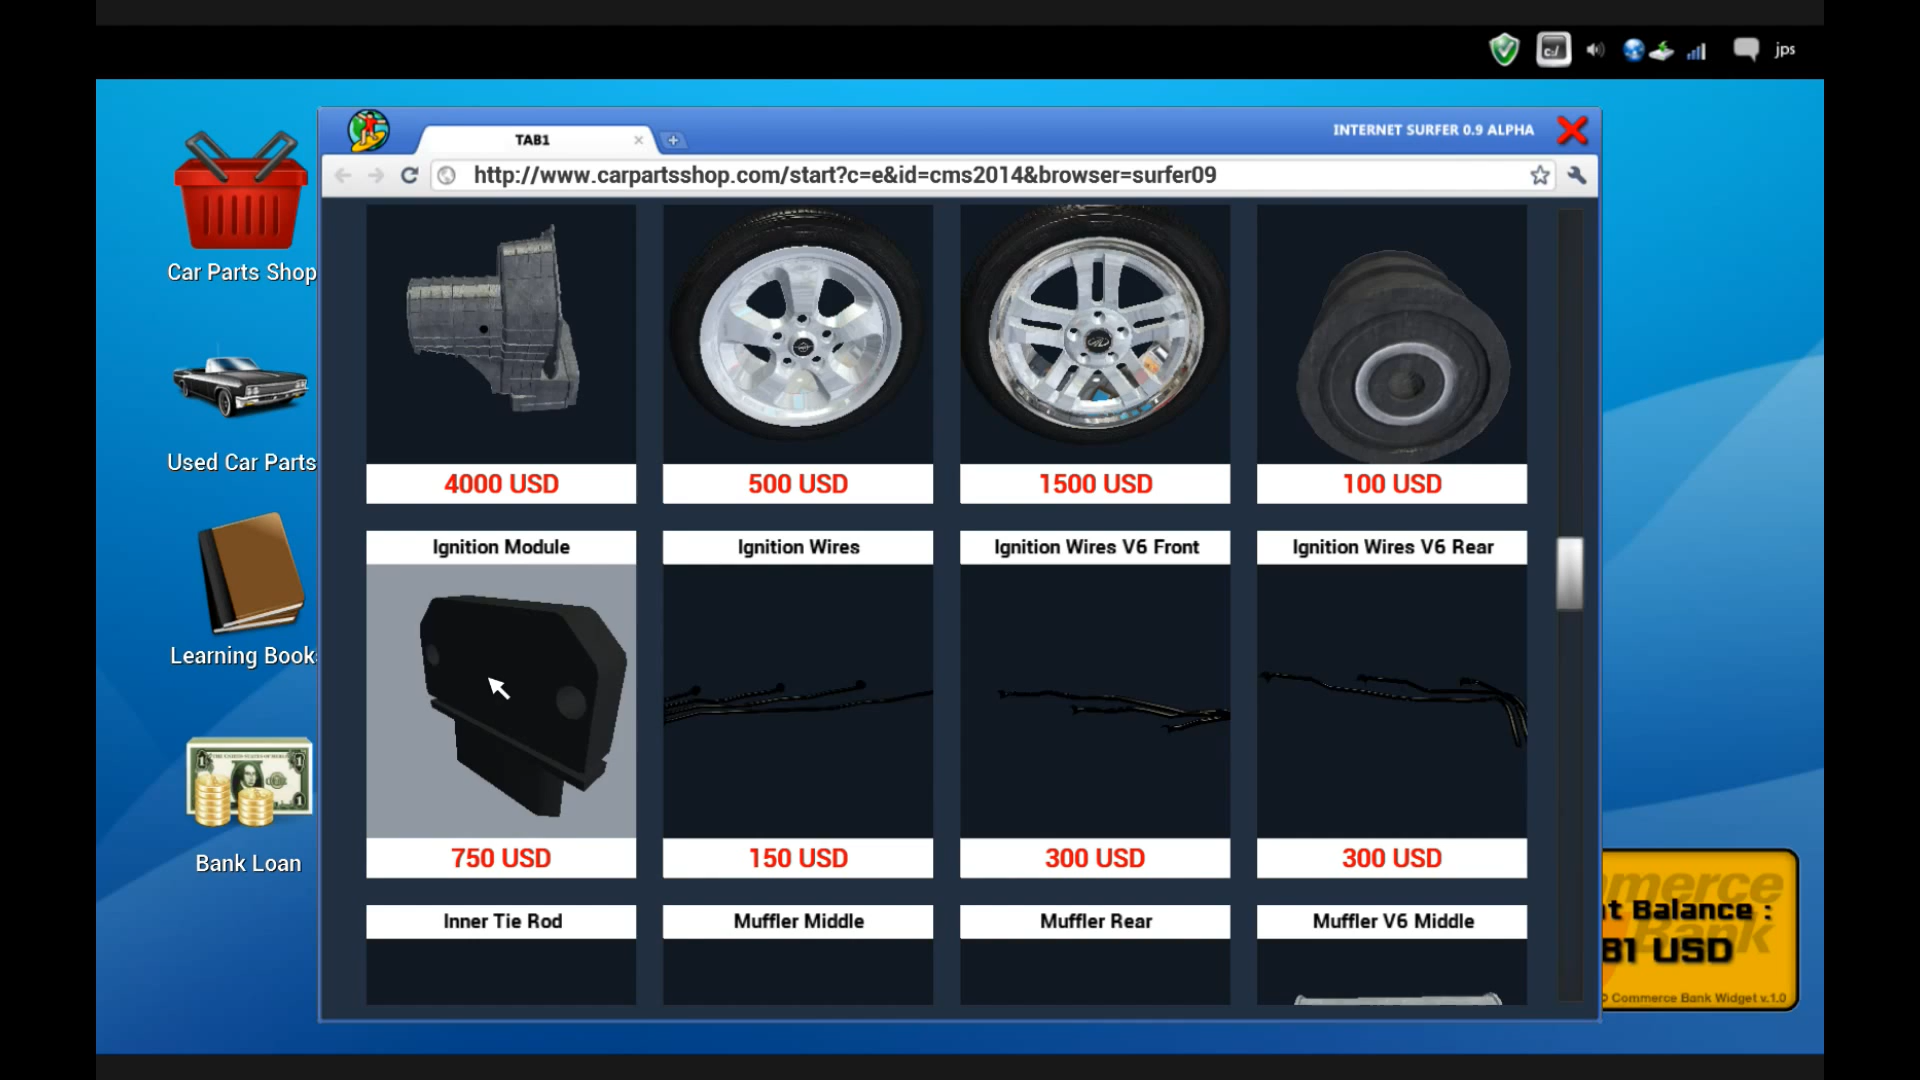 jps
TAB1
INTERNET SURFER 0.9 ALPHA
http://www.carpartsshop.com/start?c=e&id=cms2014&browser=surfer09
Car Parts Shop
Used Car Parts
Learning Book
Bank Loan
4000 USD
500 USD
1500 USD
100 USD
Ignition Module
Ignition Wires
Ignition Wires V6 Front
Ignition Wires V6 Rear
750 USD
150 USD
300 USD
300 USD
Inner Tie Rod
Muffler Middle
Muffler Rear
Muffler V6 Middle
Balance :
81 USD
Bank
Commerce Bank Widget v.1.0